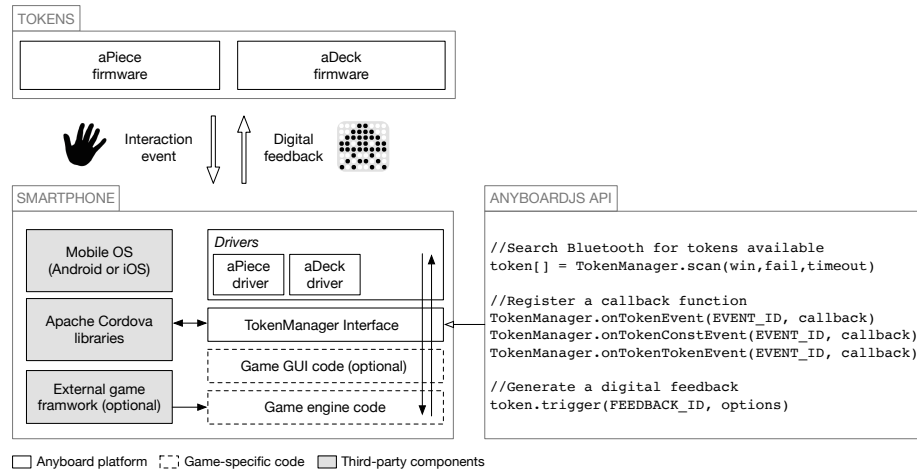 TOKENS
aPiece
firmware
aDeck
firmware
Interaction
event
Digital
feedback
SMARTPHONE
Mobile OS
(Android or iOS)
Apache Cordova
libraries
External game
framwork (optional)
Drivers
aPiece
driver
aDeck
driver
TokenManager Interface
Game GUI code (optional)
Game engine code
ANYBOARDJS API
//Search Bluetooth for tokens available
token[] = TokenManager.scan(win,fail,timeout)
//Register a callback function
TokenManager.onTokenEvent(EVENT_ID, callback)
TokenManager.onTokenConstEvent(EVENT_ID, callback)
TokenManager.onTokenTokenEvent(EVENT_ID, callback)
//Generate a digital feedback
token.trigger(FEEDBACK_ID, options)
Anyboard platform
Game-specific code
Third-party components